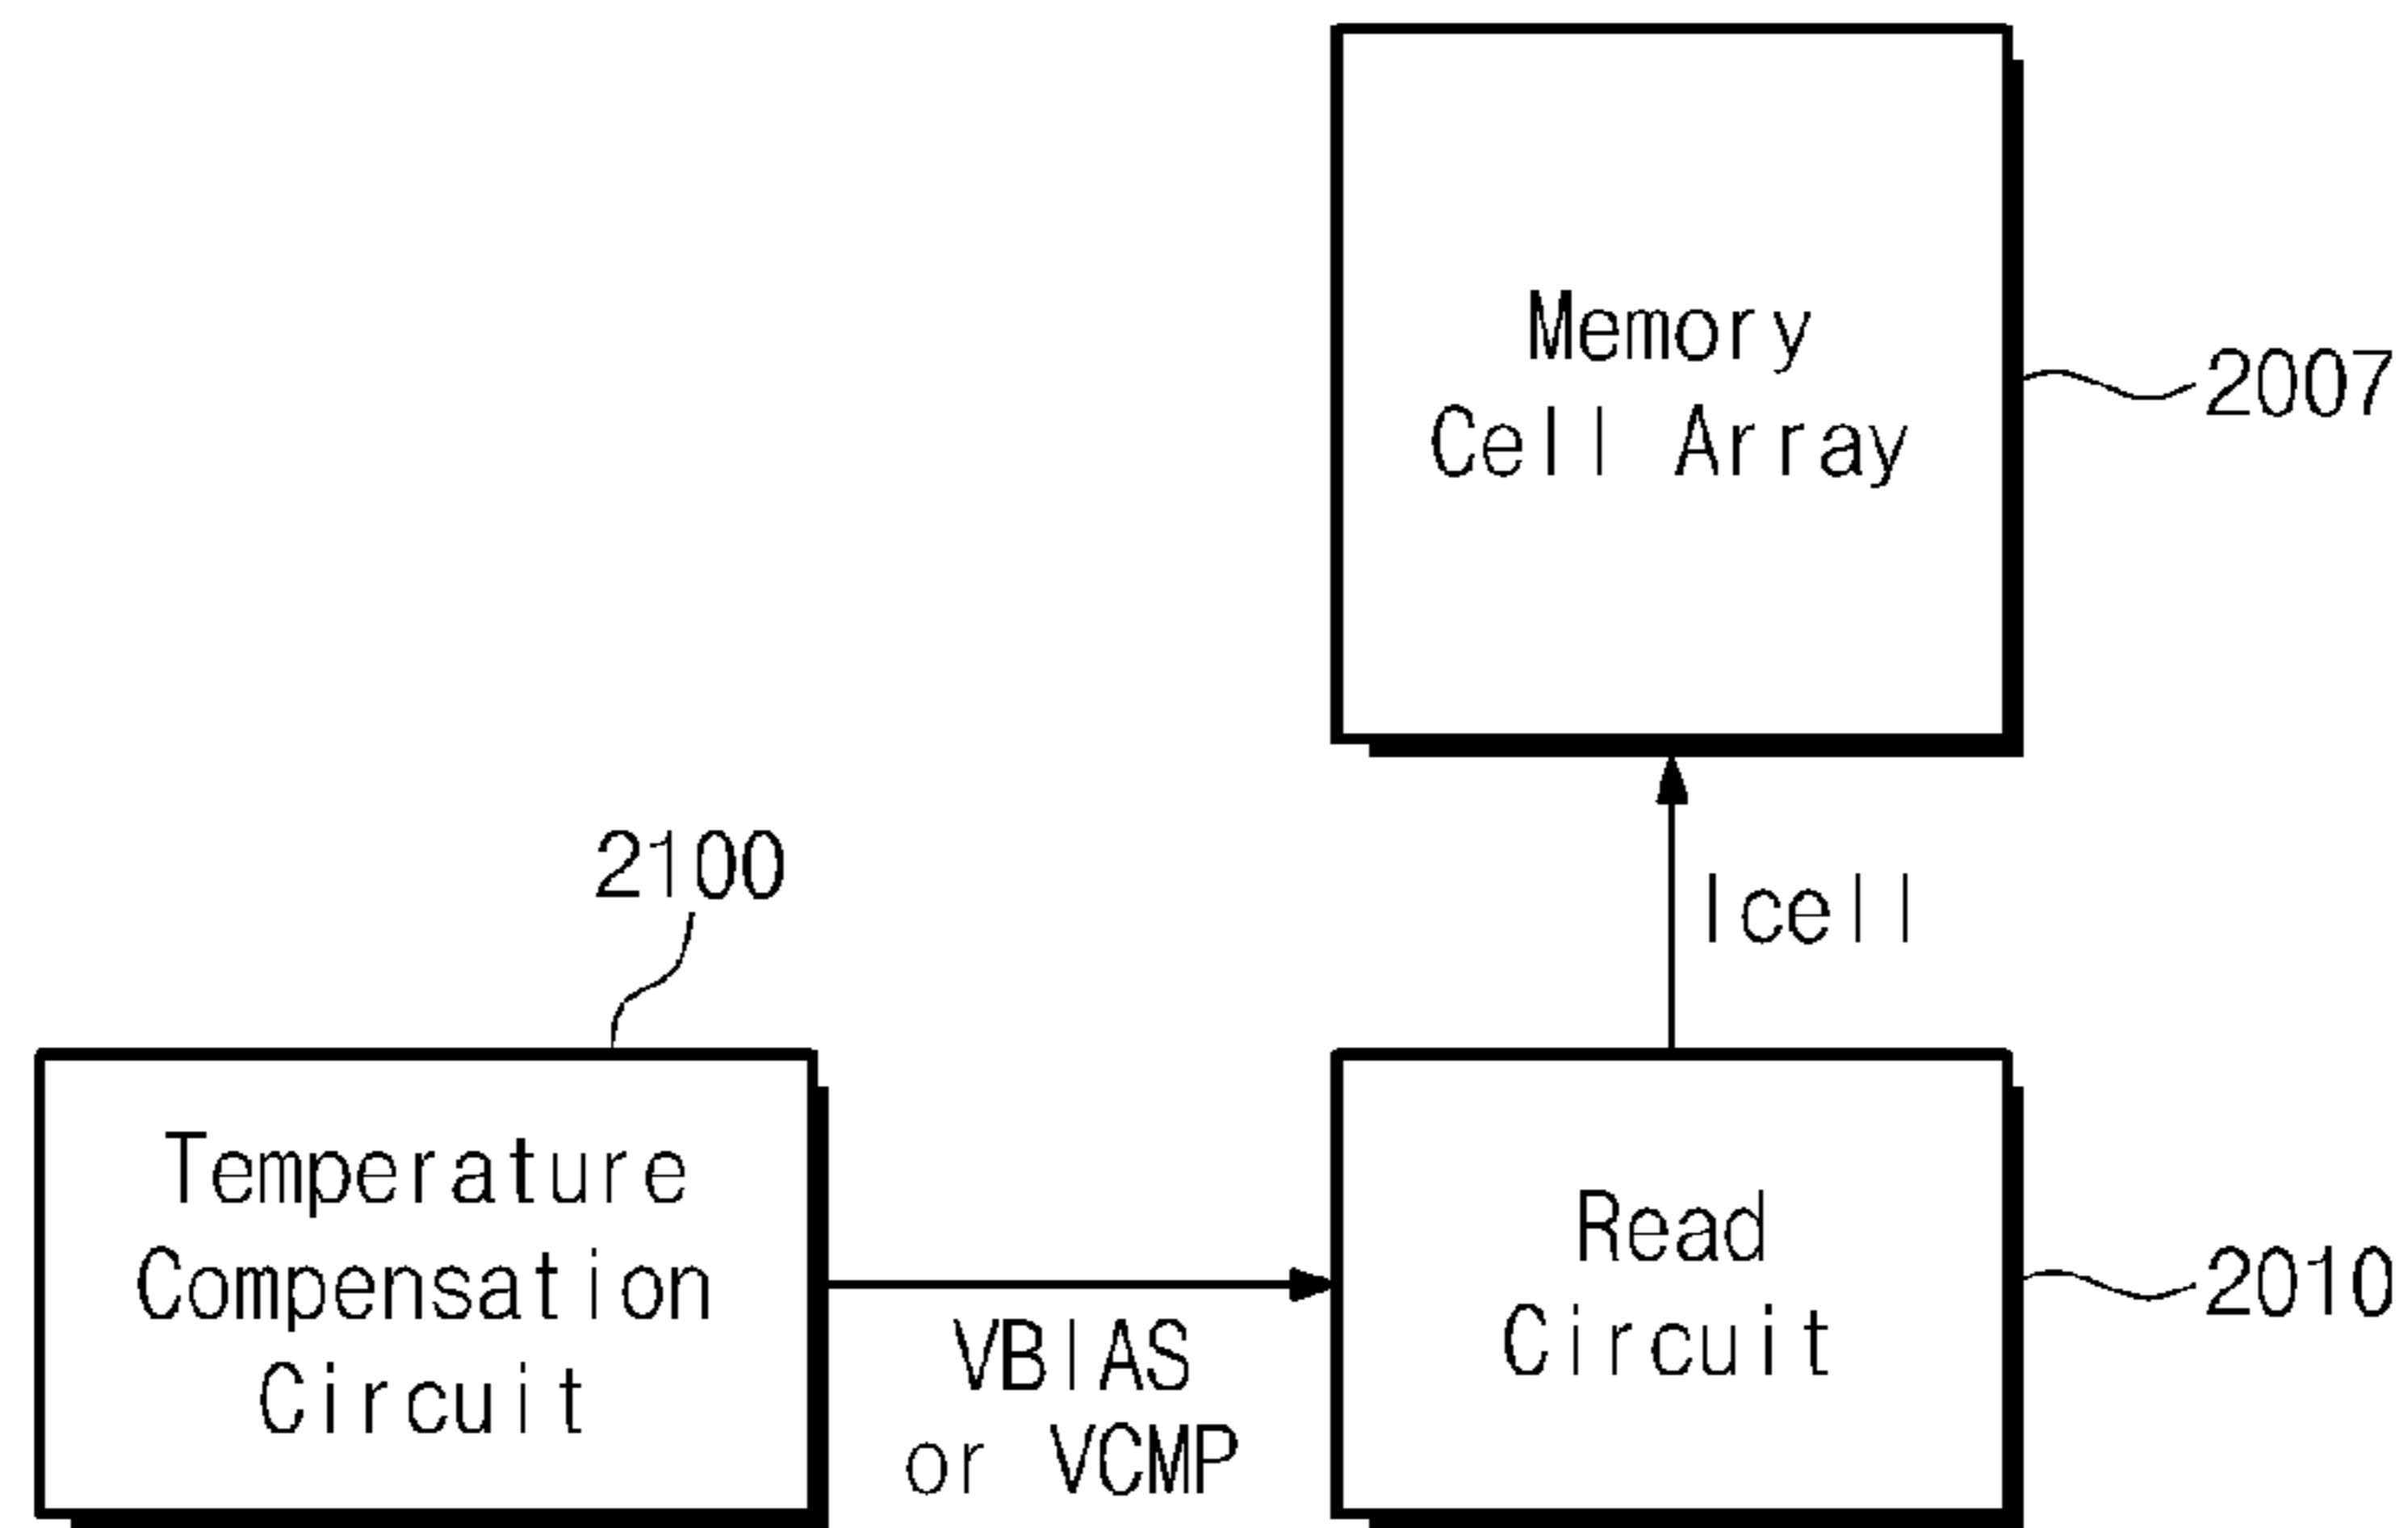 Memory
Cell Array
2007
2100
Icell
Temperature
Compensation
Circuit
VBIAS
or VCMP
Read
Circuit
2010